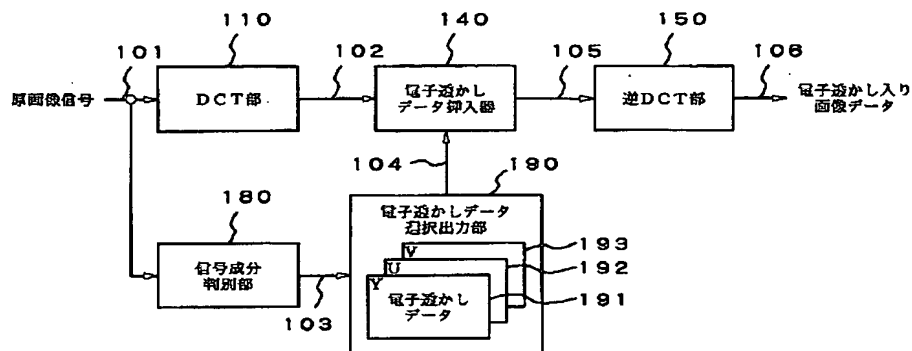 110
140
150
101
102
105
106
原画像信号
DCT部
電子透かし
データ挿入器
逆DCT部
電子透かし入り
画像データ
104
190
180
電子透かしデータ
選択出力部
信号成分
判別部
103
V
193
U
192
Y
電子透かし
データ
191